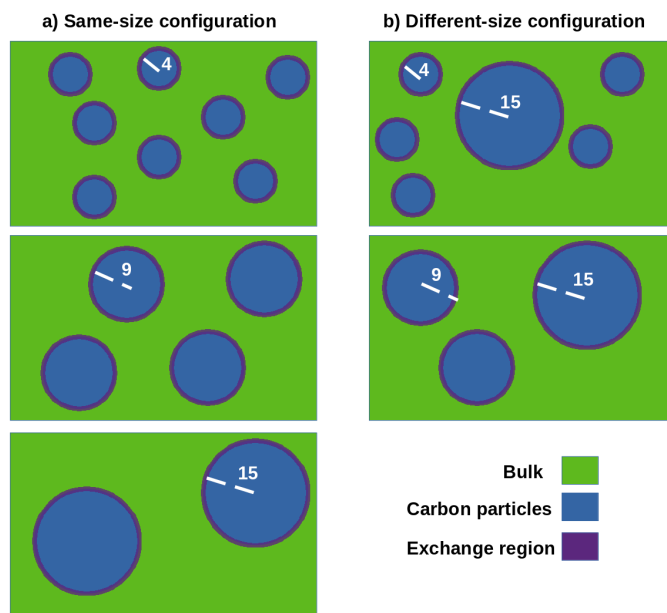 a) Same-size configuration
b) Different-size configuration
4
4
15
9
9
15
15
Bulk
Carbon particles
Exchange region